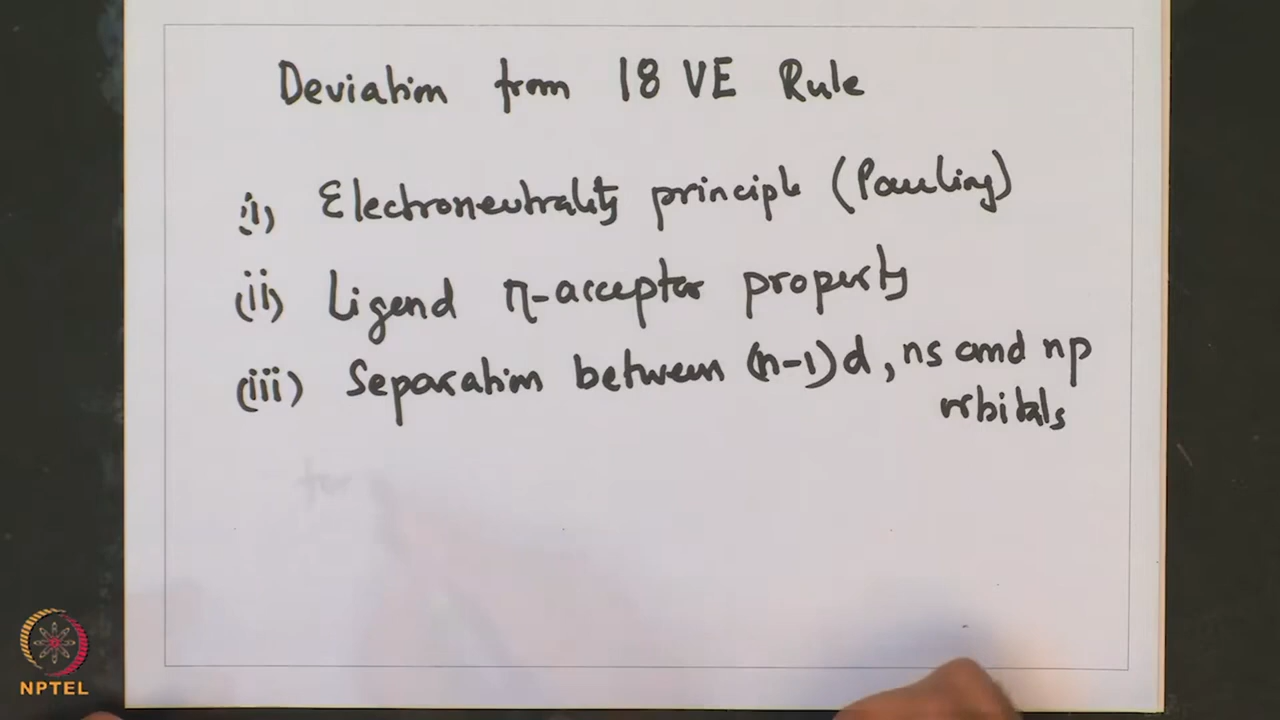 Deviation from 18 VE Rule
(i) Electroneutrality principle (Pauling)
(ii) Ligend π-acceptor property
(iii) Separation between (n-1)d, ns and np
orbitals
NPTEL